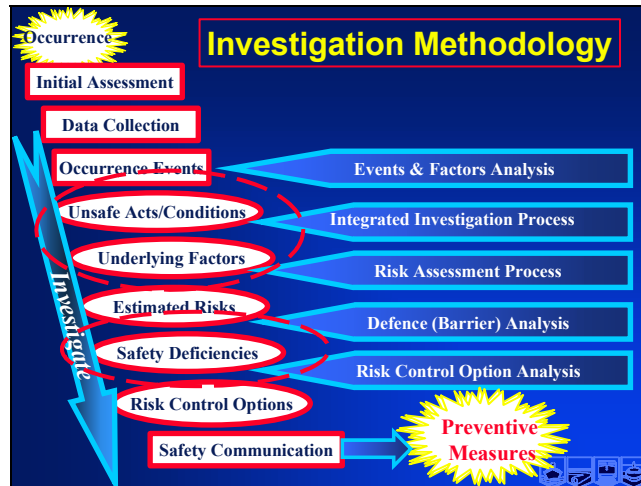 Occurrence
Investigation Methodology
Initial Assessment
Data Collection
Occurrence Events
Events & Factors Analysis
Unsafe Acts/Conditions
Integrated Investigation Process
Underlying Factors
Risk Assessment Process
Estimated Risks
Defence (Barrier) Analysis
Safety Deficiencies
Risk Control Option Analysis
Risk Control Options
Investigate
Safety Communication
Preventive
Measures